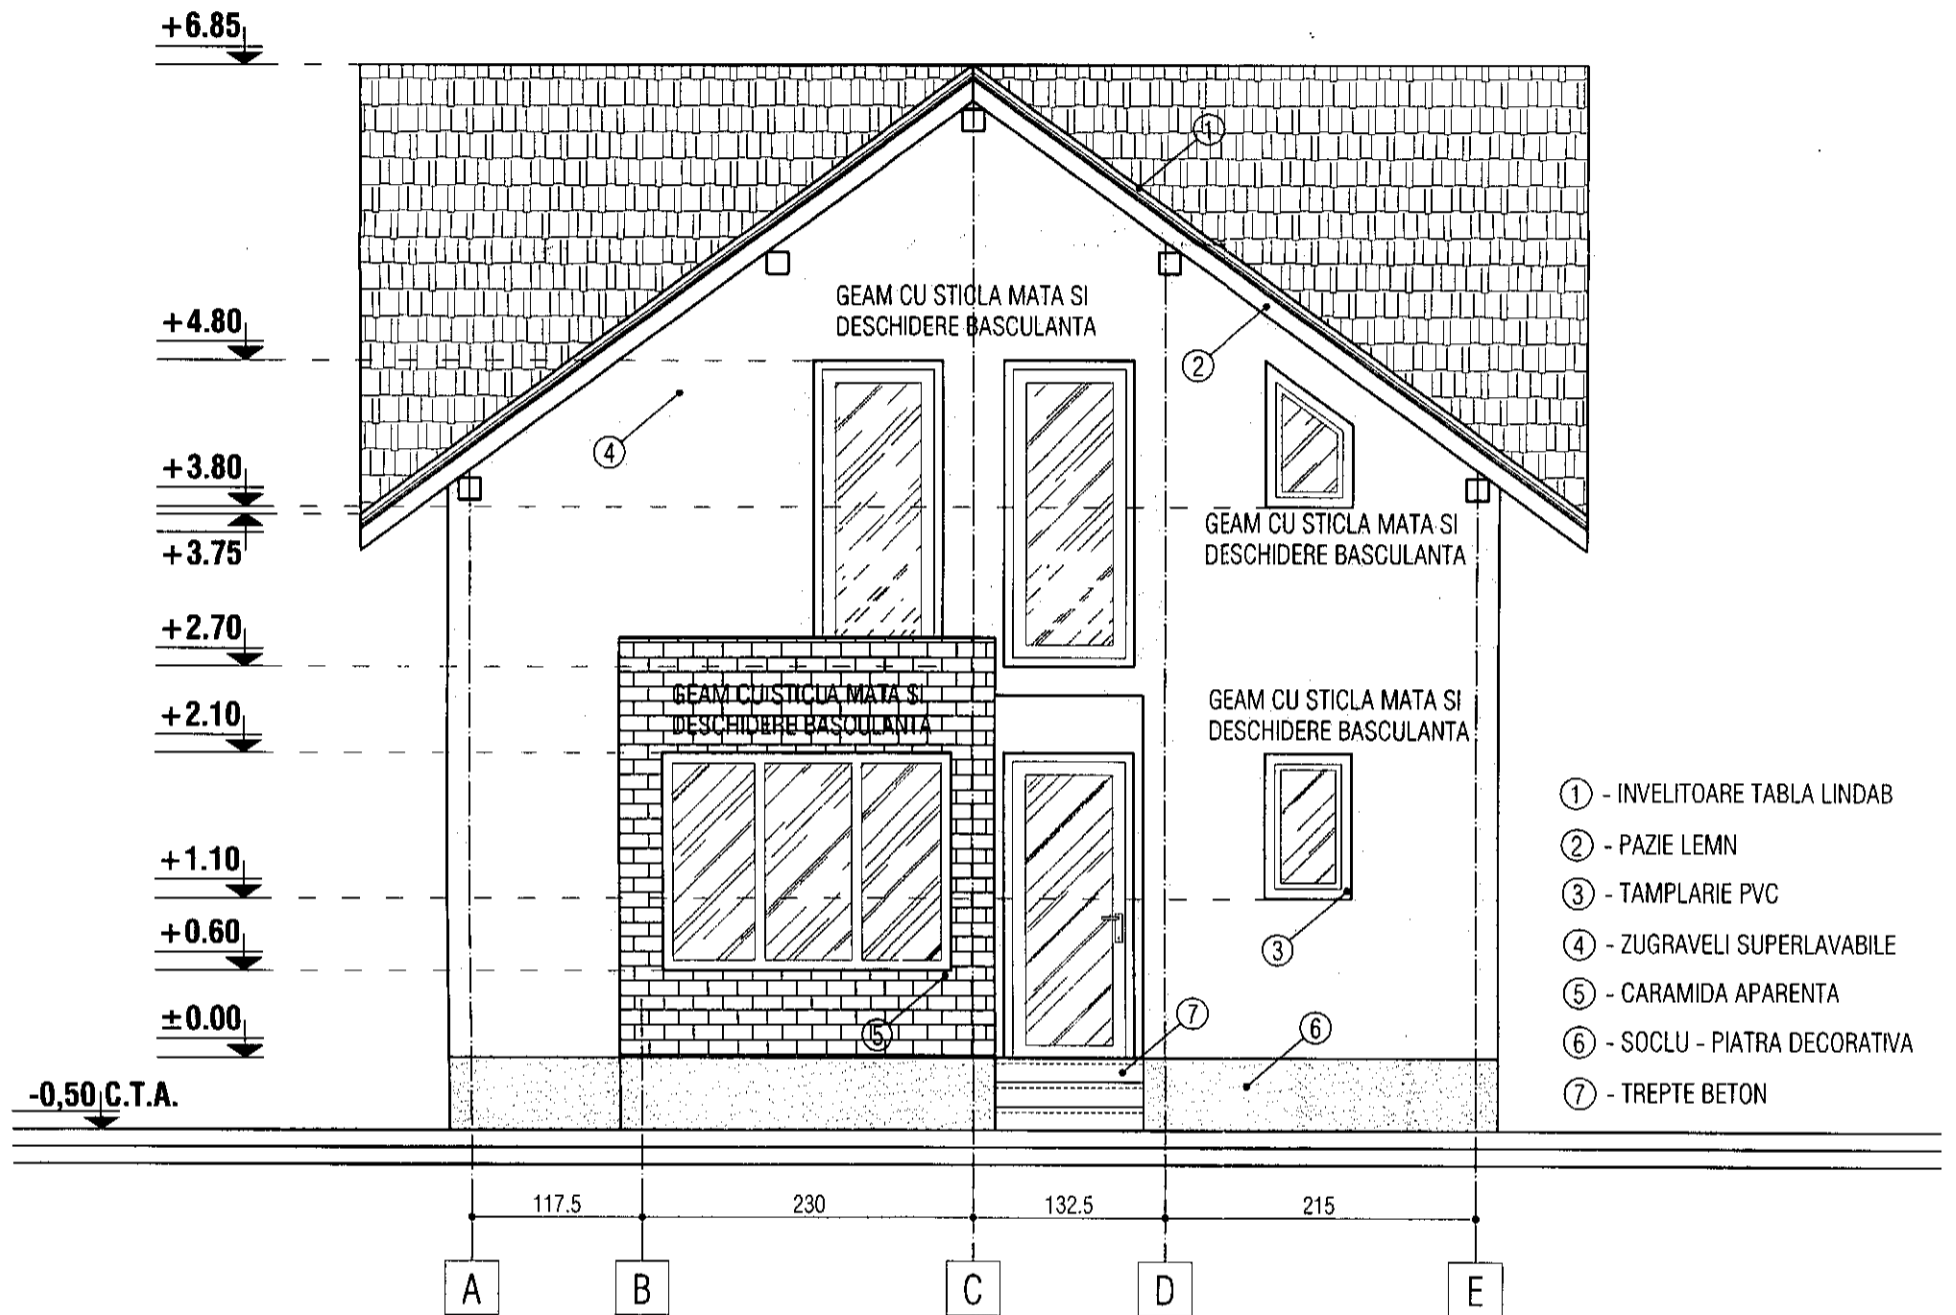 +6.85
GEAM CU STICLA MATA SI
DESCHIDERE BASCULANTA
+4.80
+3.80
+3.75
GEAM CU STICLA MATA SI
DESCHIDERE BASCULANTA
+2.70
GEAM CU STICLA MATA SI
DESCHIDERE BASCULANTA
GEAM CU STICLA MATA SI
DESCHIDERE BASCULANTA
+2.10
+1.10
+0.60
±0.00
-0,50 C.T.A.
1
2
4
3
5
7
6
1 - INVELITOARE TABLA LINDAB
2 - PAZIE LEMN
3 - TAMPLARIE PVC
4 - ZUGRAVELI SUPERLAVABILE
5 - CARAMIDA APARENTA
6 - SOCLU - PIATRA DECORATIVA
7 - TREPTE BETON
117.5 230 132.5 215
A B C D E